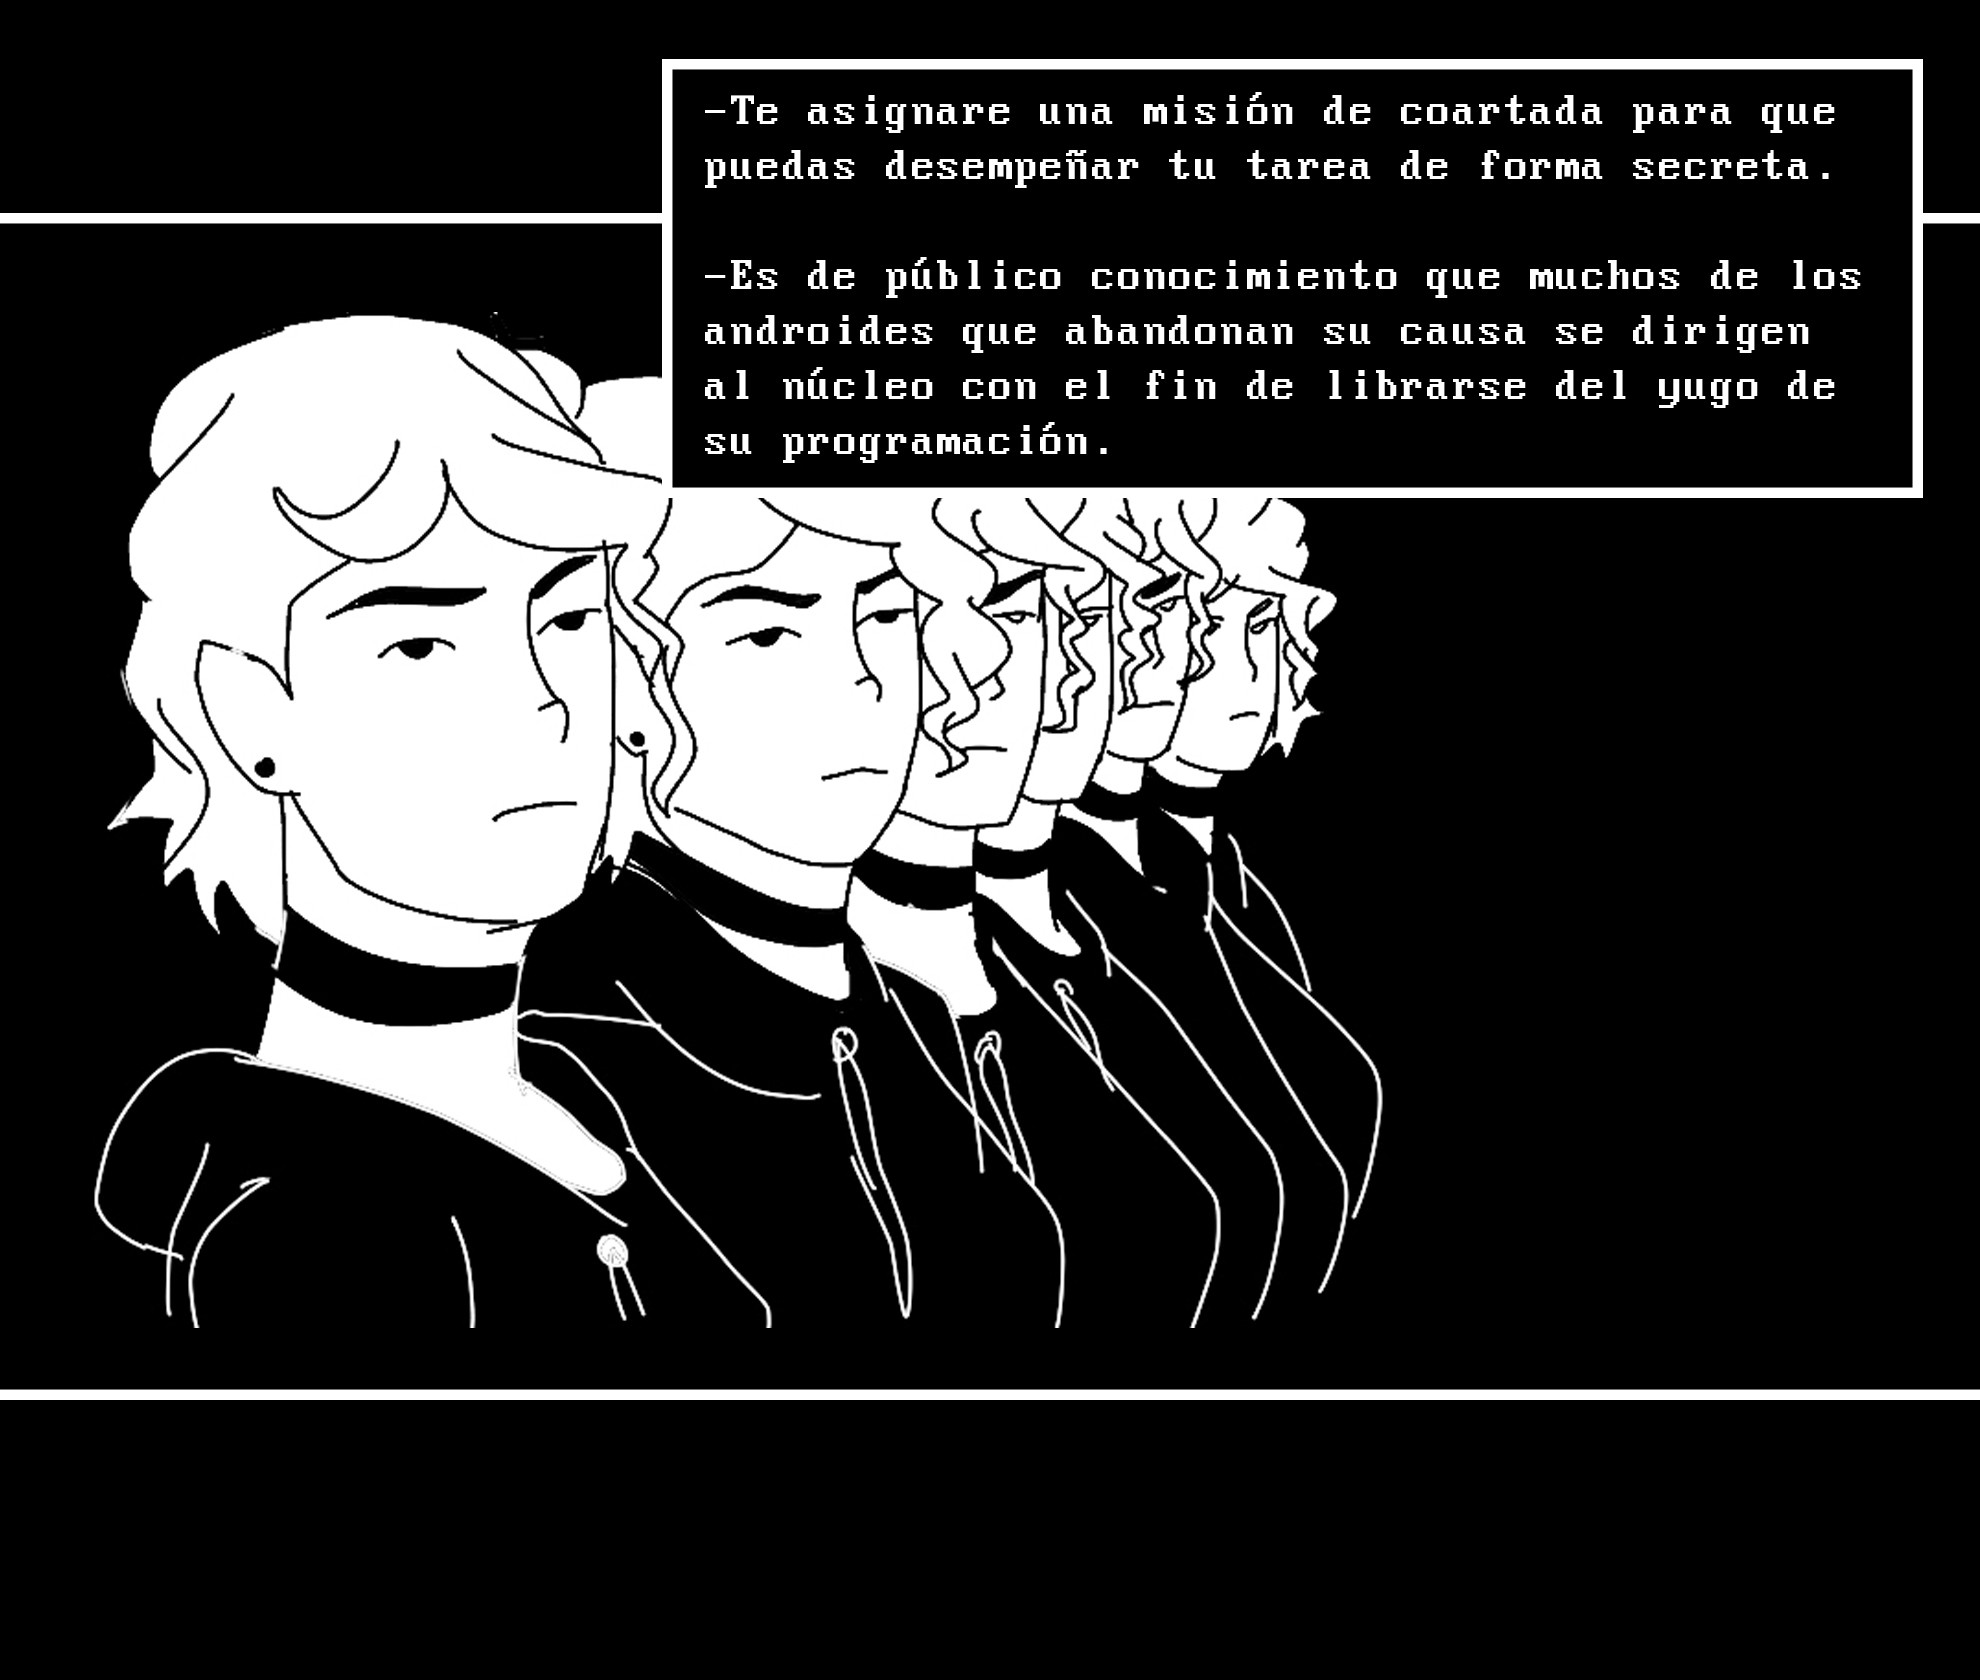 -Te asignare una misión de coartada para que
puedas desempeñar tu tarea de forma secreta.
-Es de público conocimiento que muchos de los
androides que abandonan su causa se dirigen
al núcleo con el fin de librarse del yugo de
su programación.